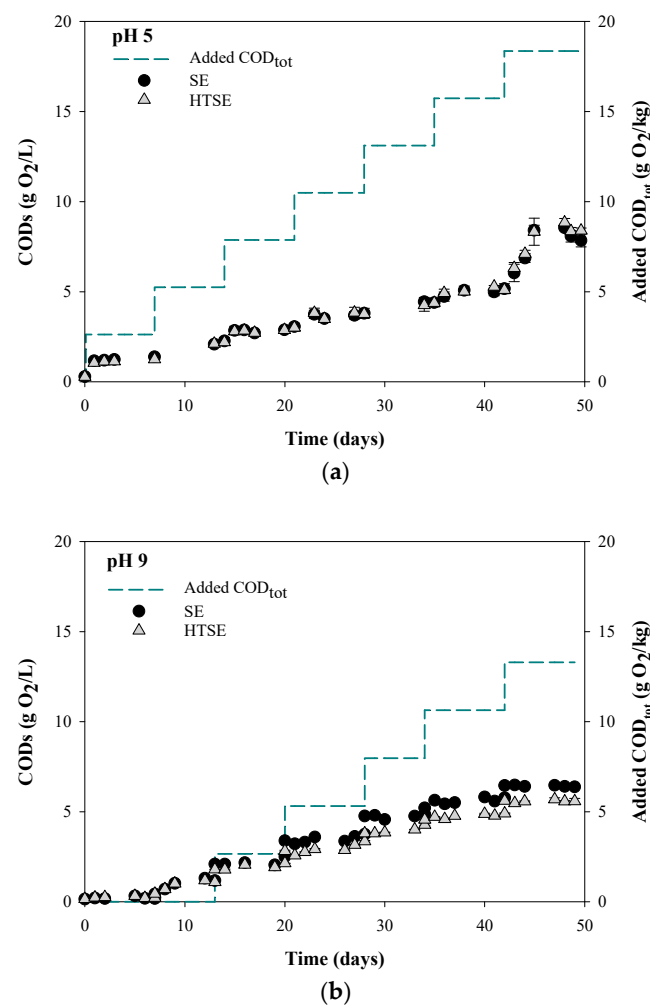 pH 5
Added CODtot
SE
HTSE
CODs (g O2/L)
Added CODtot (g O2/kg)
20
15
10
5
0
20
15
10
5
0
0 10 20 30 40 50
Time (days)
(a)
pH 9
Added CODtot
SE
HTSE
CODs (g O2/L)
Added CODtot (g O2/kg)
20
15
10
5
0
20
15
10
5
0
0 10 20 30 40 50
Time (days)
(b)